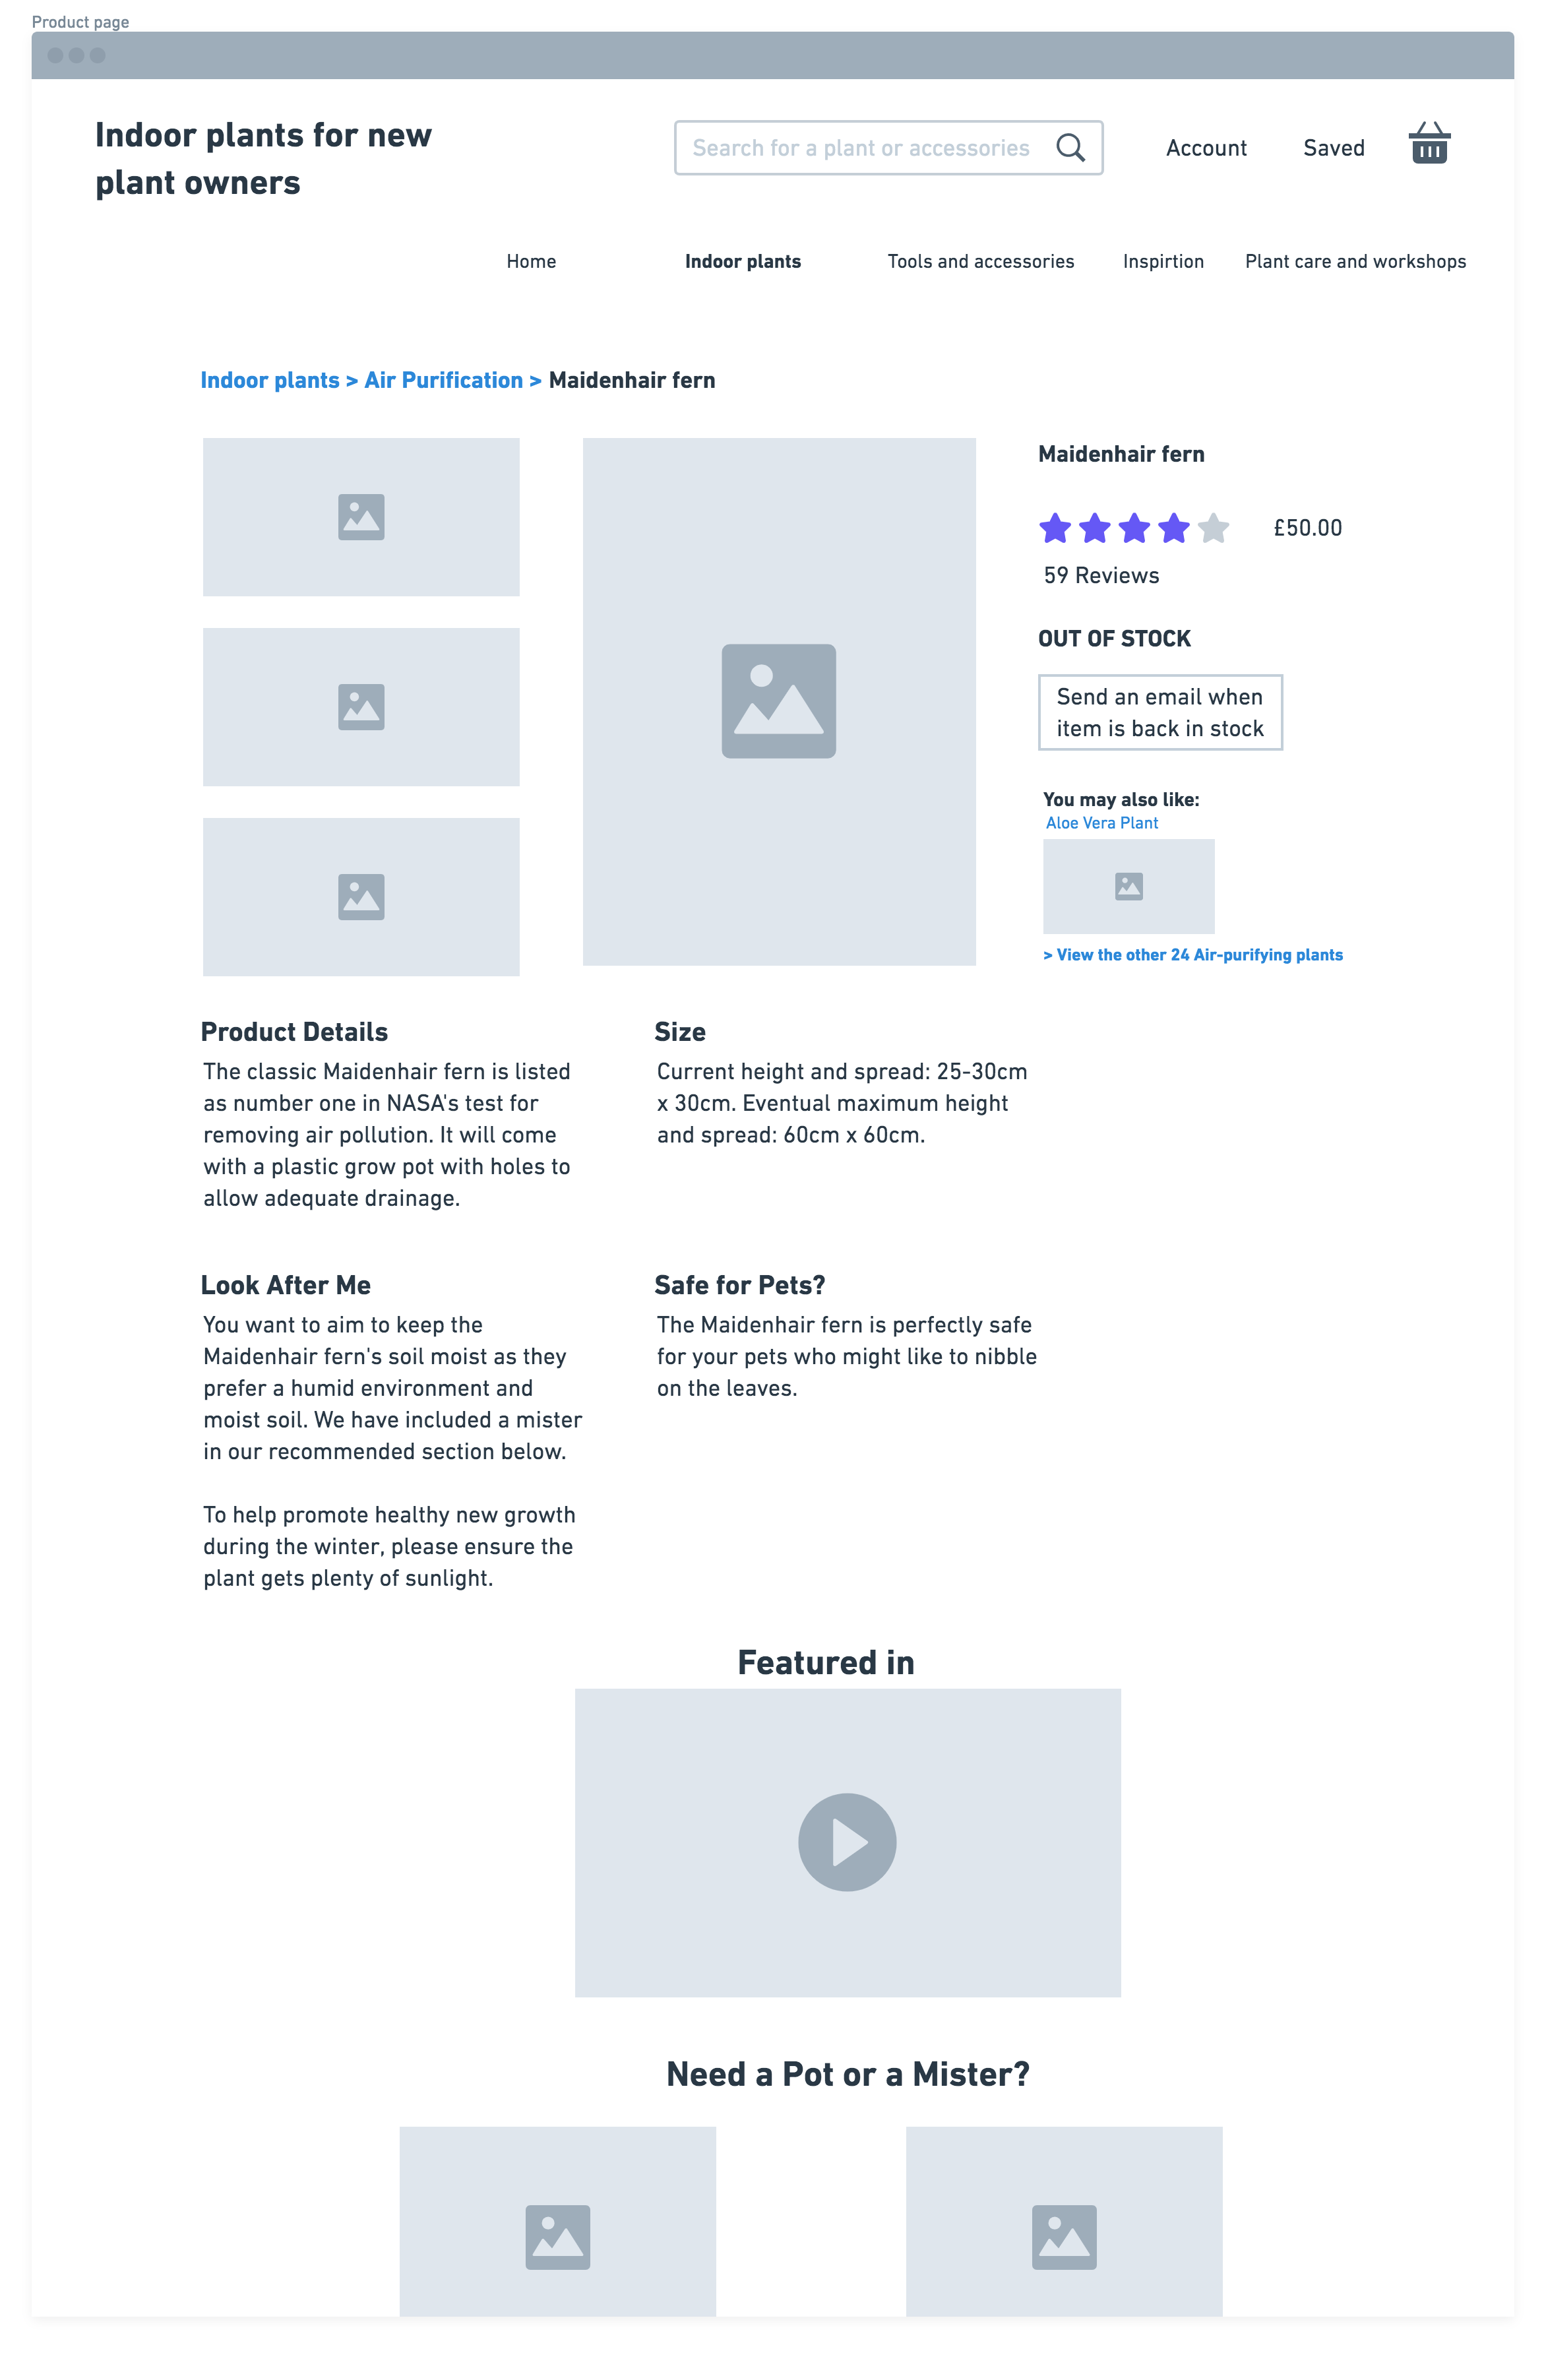 Product page
Indoor plants for new
plant owners
Search for a plant or accessories
Account
Saved
Home
Indoor plants
Tools and accessories
Inspirtion
Plant care and workshops
Indoor plants > Air Purification > Maidenhair fern
Maidenhair fern
£50.00
59 Reviews
OUT OF STOCK
Send an email when
item is back in stock
You may also like:
Aloe Vera Plant
> View the other 24 Air-purifying plants
Product Details
The classic Maidenhair fern is listed
as number one in NASA's test for
removing air pollution. It will come
with a plastic grow pot with holes to
allow adequate drainage.
Size
Current height and spread: 25-30cm
x 30cm. Eventual maximum height
and spread: 60cm x 60cm.
Look After Me
You want to aim to keep the
Maidenhair fern's soil moist as they
prefer a humid environment and
moist soil. We have included a mister
in our recommended section below.
To help promote healthy new growth
during the winter, please ensure the
plant gets plenty of sunlight.
Safe for Pets?
The Maidenhair fern is perfectly safe
for your pets who might like to nibble
on the leaves.
Featured in
Need a Pot or a Mister?